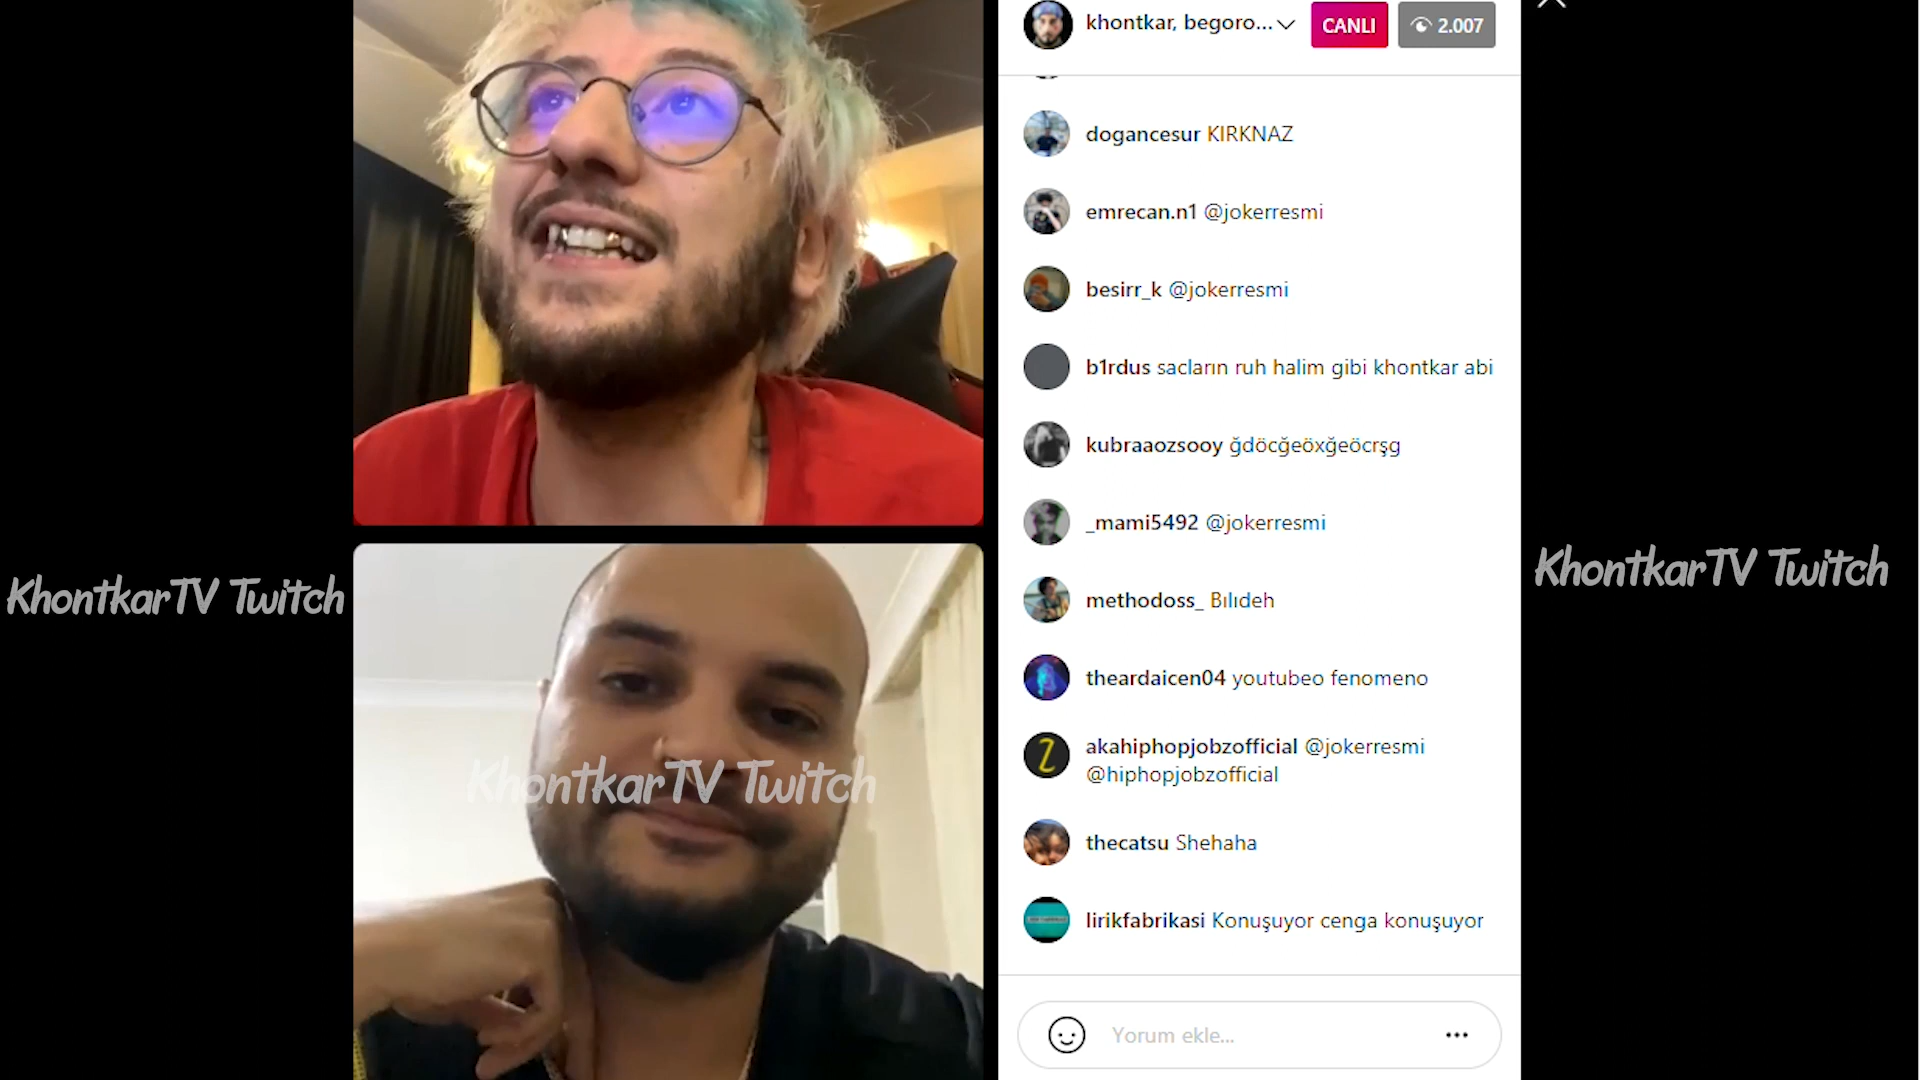 khontkar, begoro...
CANLI
2.007
dogancesur KIRKNAZ
emrecan.n1 @jokerresmi
besirr_k @jokerresmi
b1rdus sacların ruh halim gibi khontkar abi
kubraaozsooy ğdöcğeöxğeöcrşg
_mami5492 @jokerresmi
methodoss_ Bılıdeh
theardaicen04 youtubeo fenomeno
akahiphopjobzofficial @jokerresmi
@hiphopjobzofficial
thecatsu Shehaha
lirikfabrikasi Konuşuyor cenga konuşuyor
Yorum ekle...
KhontkarTV Twitch
KhontkarTV Twitch
KhontkarTV Twitch